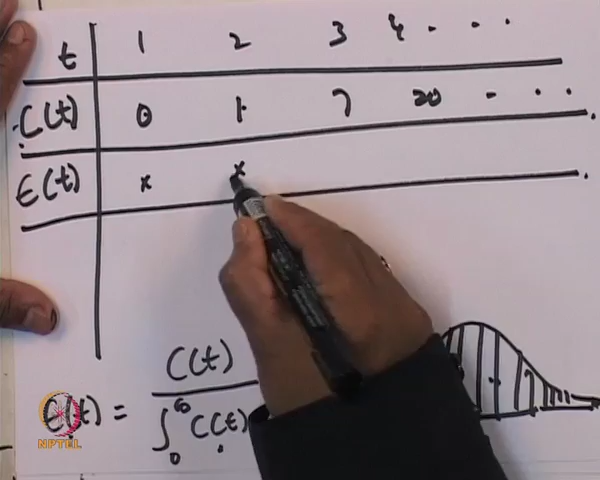 t 1 2 3 4 - - .
C(t) 0 1 7 20 - . .
E(t) x x
E(t) = C(t) / ∫₀^∞ C(t)
NPTEL